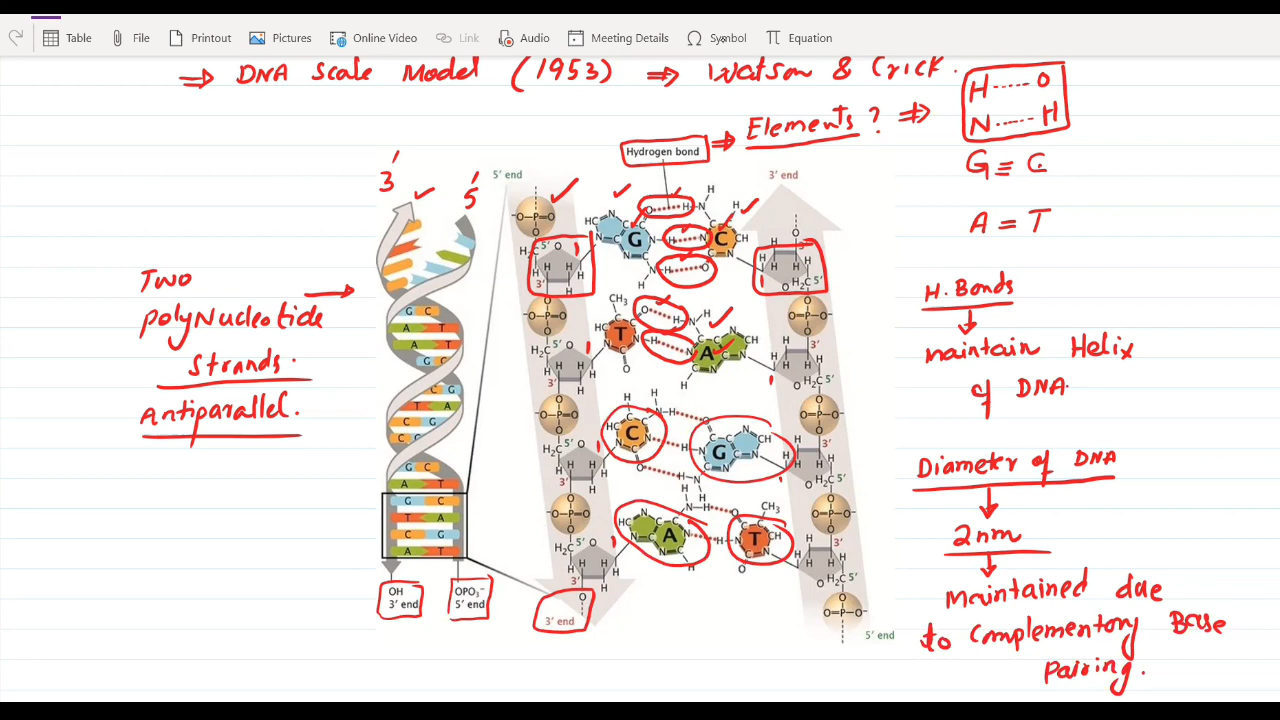 Table File Printout Pictures Online Video Link Audio Meeting Details Symbol Equation
⇒ DNA Scale Model (1953) ⇒ Watson & Crick.
H ----- O
N ----- H
⇒ Elements ? ⇒
Hydrogen bond
G ≡ C
A = T
3' 5'
5' end
3' end
Two
polyNucleotide
Strands.
Antiparallel.
H. Bonds
maintain Helix
of DNA.
Diameter of DNA
2nm
Maintained due
to Complementory Base
pairing.
G C
A T
A T
G C
C G
T A
C G
C
G C
A T
G C
T A
C G
A T
OH
3' end
OPO₃⁻
5' end
G C
T A
C G
A T
3' end
5' end